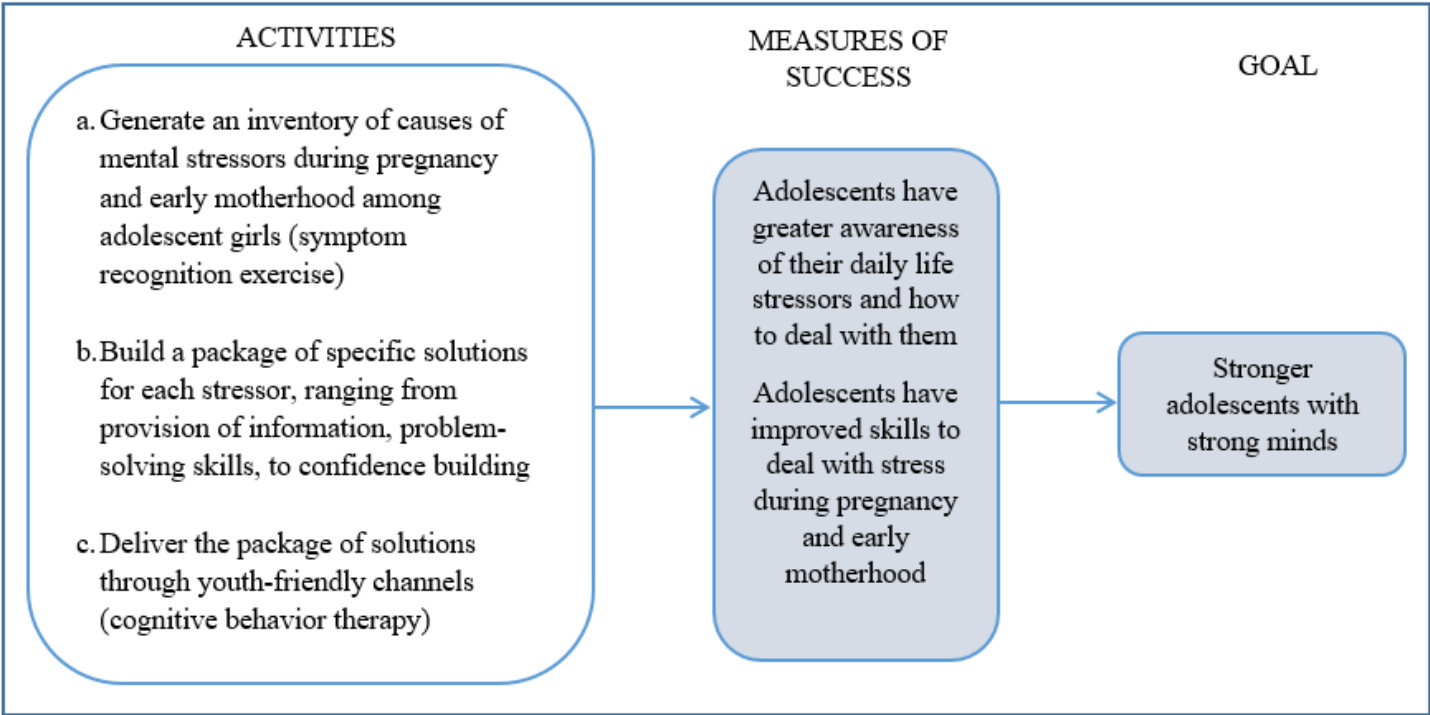 ACTIVITIES
a. Generate an inventory of causes of
mental stressors during pregnancy
and early motherhood among
adolescent girls (symptom
recognition exercise)
b. Build a package of specific solutions
for each stressor, ranging from
provision of information, problem-
solving skills, to confidence building
c. Deliver the package of solutions
through youth-friendly channels
(cognitive behavior therapy)
MEASURES OF
SUCCESS
Adolescents have
greater awareness
of their daily life
stressors and how
to deal with them
Adolescents have
improved skills to
deal with stress
during pregnancy
and early
motherhood
GOAL
Stronger
adolescents with
strong minds